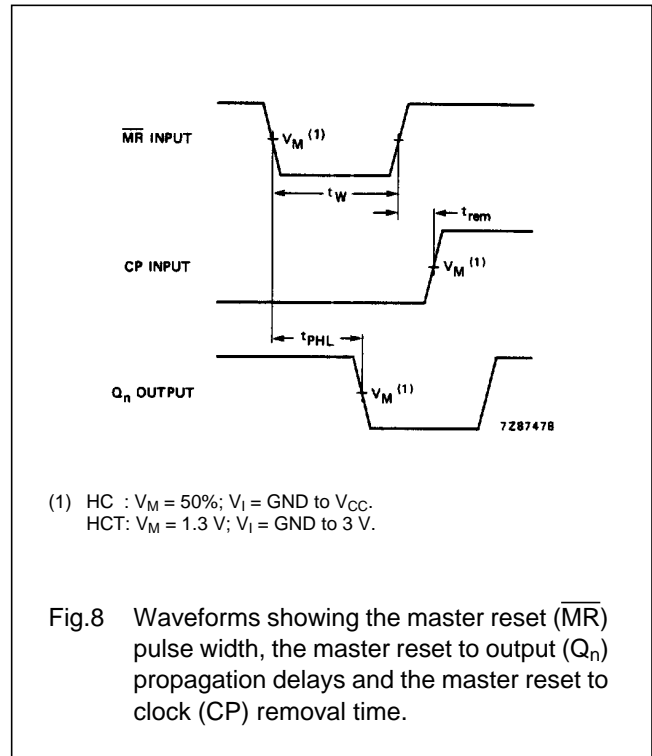 M̅R̅ INPUT
V_M (1)
t_W
t_rem
CP INPUT
V_M (1)
t_PHL
Q_n OUTPUT
V_M (1)
7Z87478
(1) HC : V_M = 50%; V_I = GND to V_CC.
HCT: V_M = 1.3 V; V_I = GND to 3 V.
Fig.8 Waveforms showing the master reset (M̅R̅)
pulse width, the master reset to output (Q_n)
propagation delays and the master reset to
clock (CP) removal time.